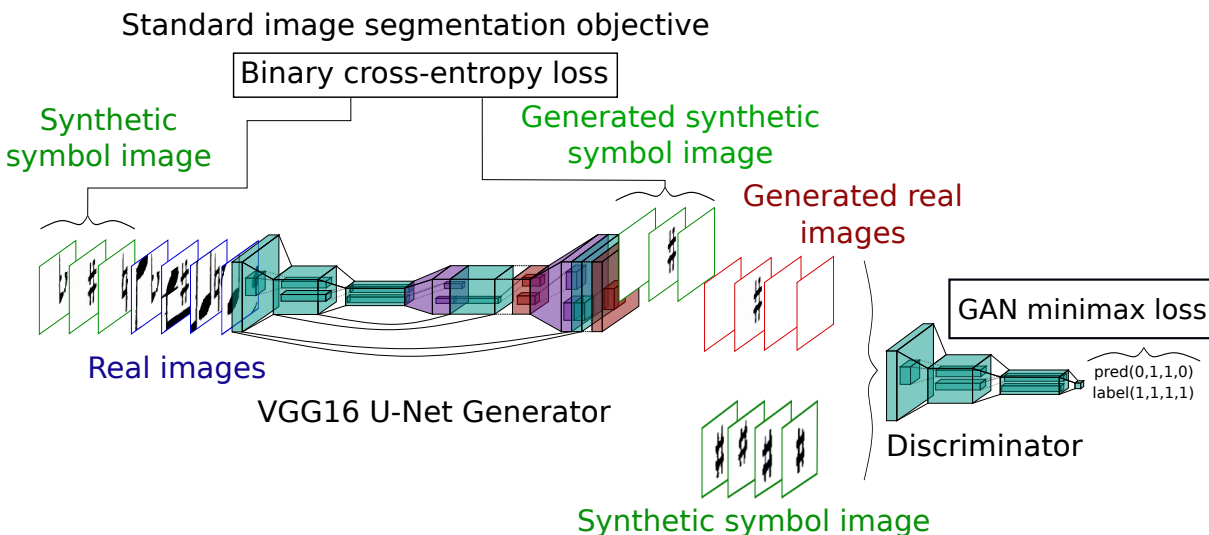 Standard image segmentation objective
Binary cross-entropy loss
Synthetic
symbol image
Generated synthetic
symbol image
Generated real
images
GAN minimax loss
Real images
pred(0,1,1,0)
label(1,1,1,1)
VGG16 U-Net Generator
Discriminator
Synthetic symbol image